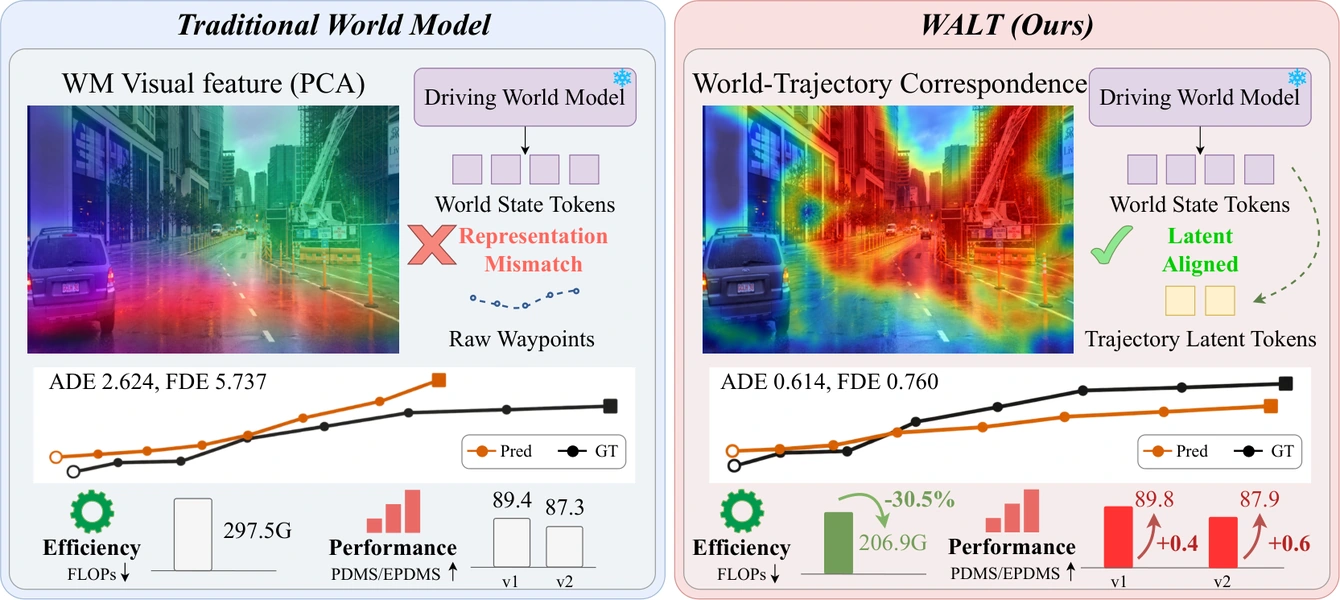 Traditional World Model
WM Visual feature (PCA)
Driving World Model
World State Tokens
Representation
Mismatch
Raw Waypoints
ADE 2.624, FDE 5.737
Pred
GT
Efficiency
FLOPs ↓
297.5G
Performance
PDMS/EPDMS ↑
89.4
87.3
v1
v2
WALT (Ours)
World-Trajectory Correspondence
Driving World Model
World State Tokens
Latent
Aligned
Trajectory Latent Tokens
ADE 0.614, FDE 0.760
Pred
GT
Efficiency
FLOPs ↓
-30.5%
206.9G
Performance
PDMS/EPDMS ↑
89.8
+0.4
87.9
+0.6
v1
v2